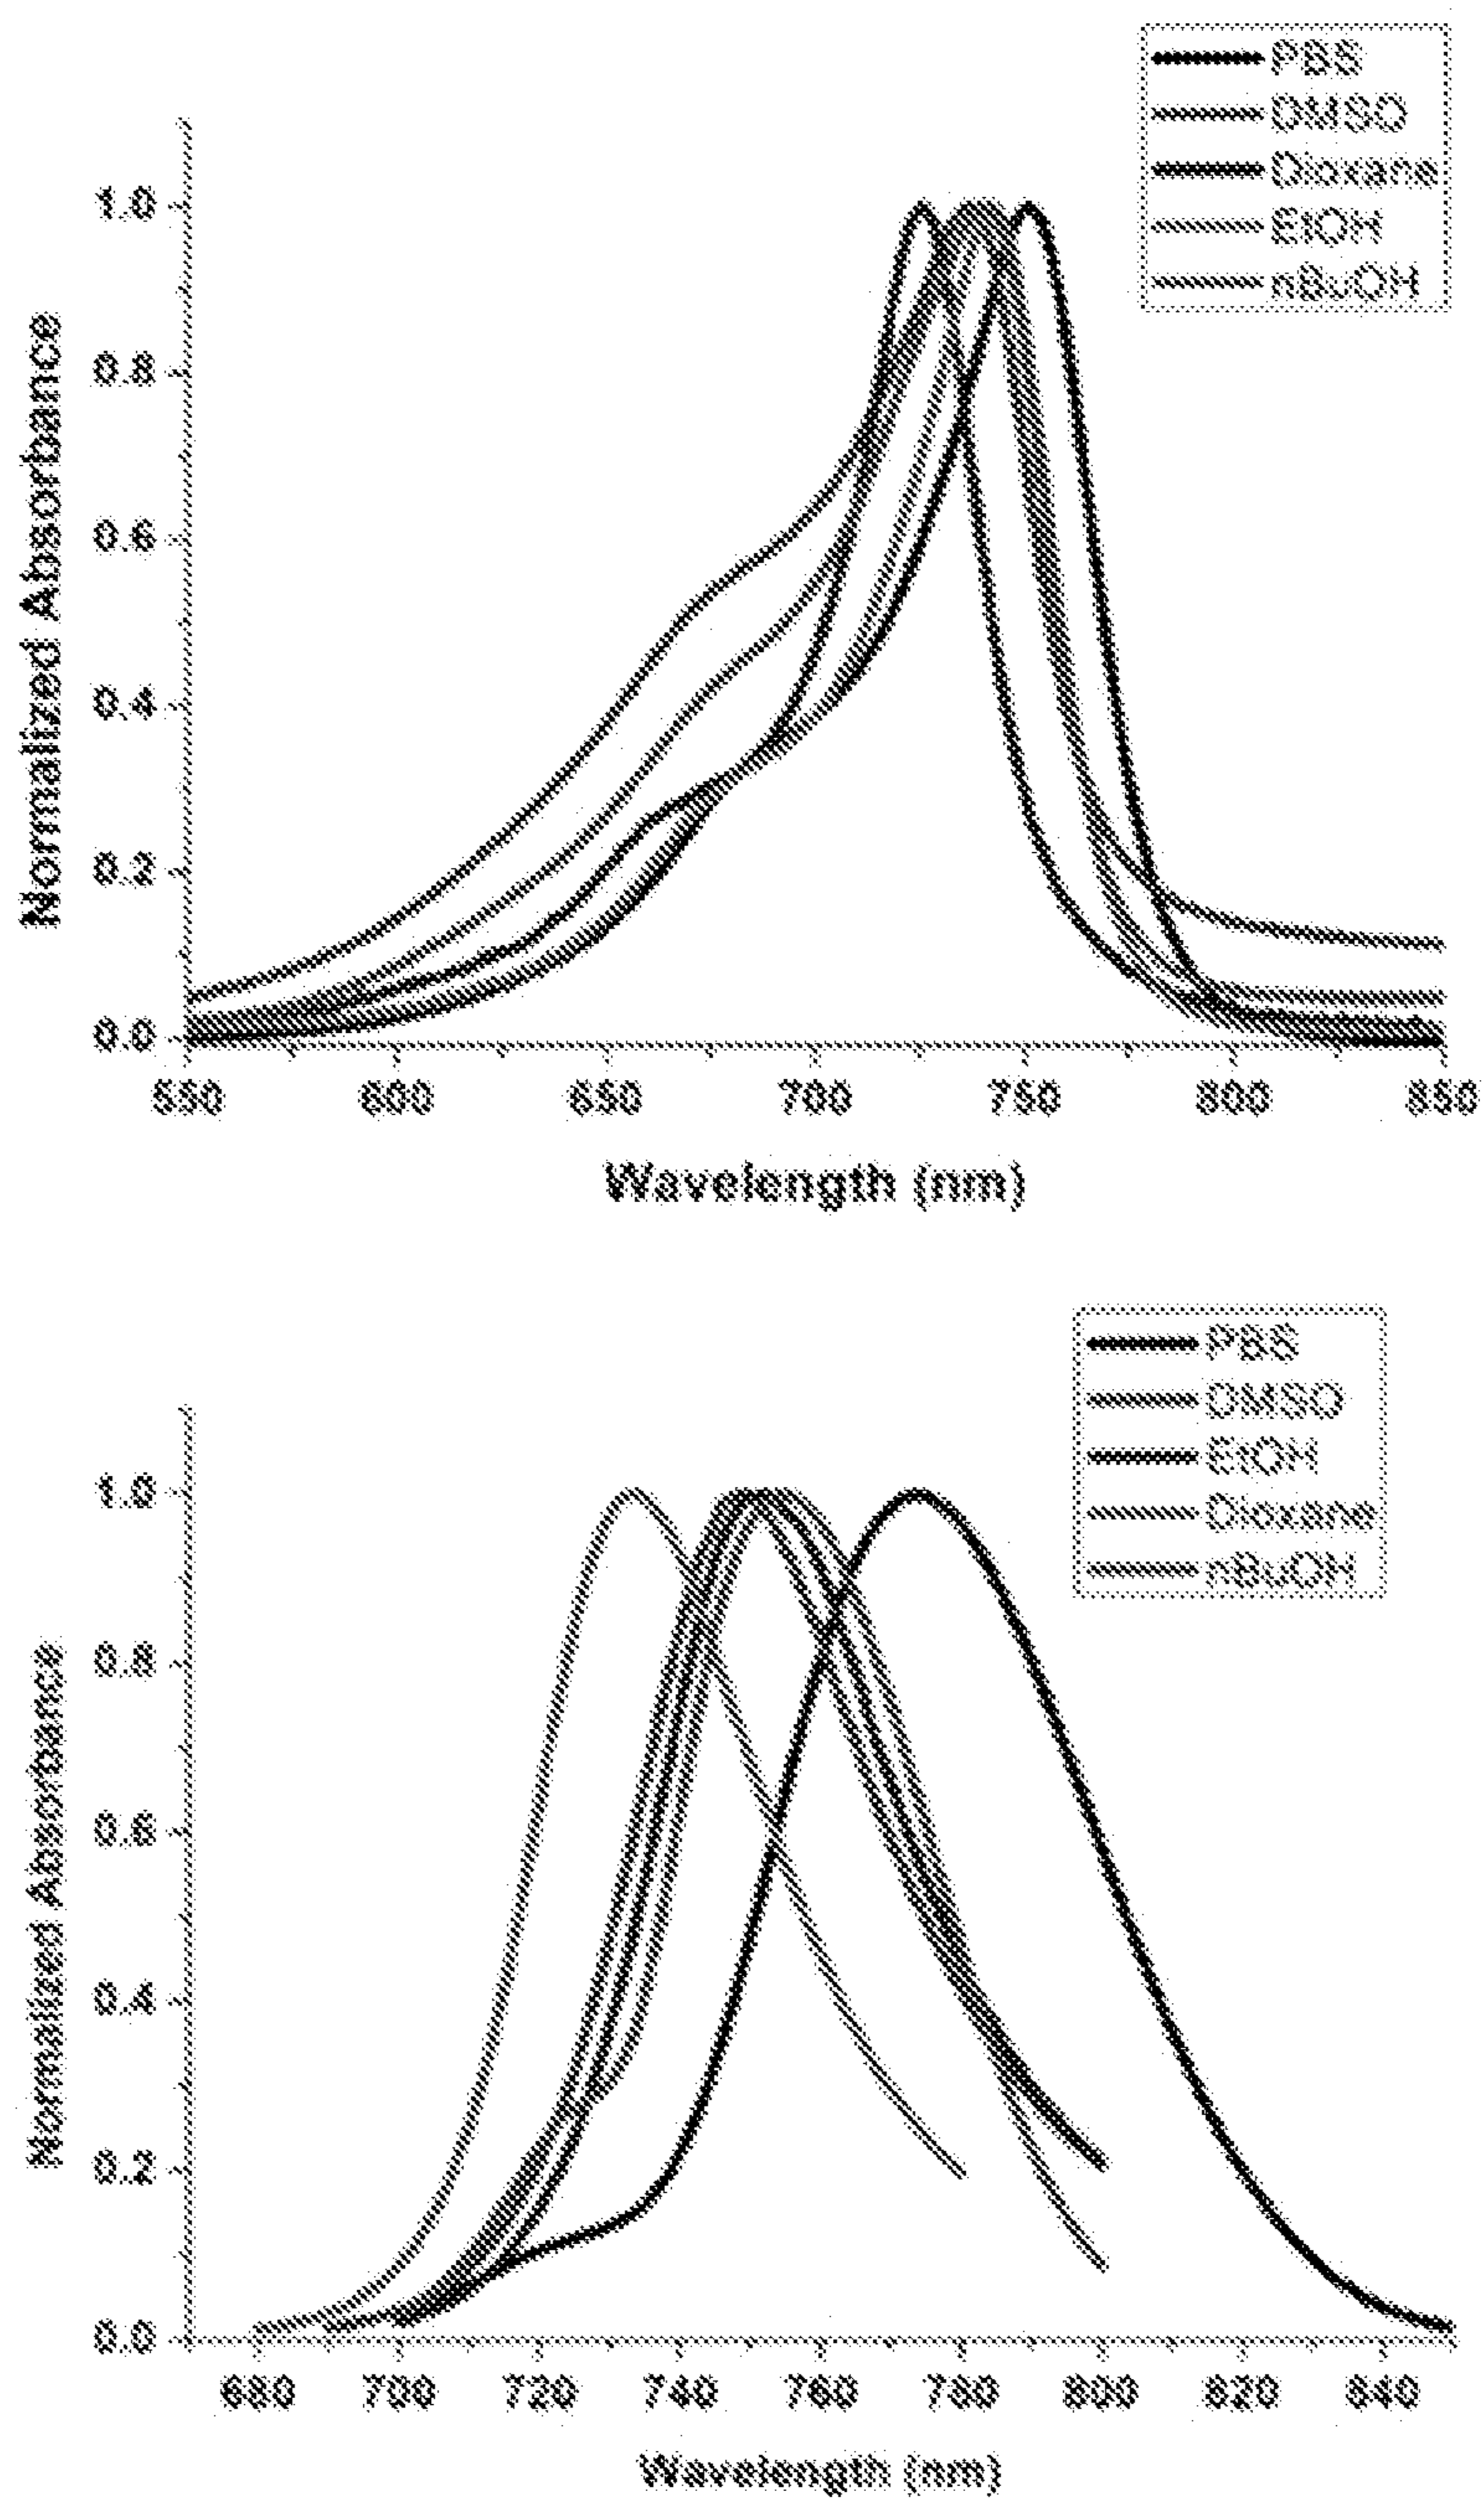 PBS
DMSO
Dioxane
EtOH
nBuOH
1.0
0.8
0.6
0.4
0.2
0.0
Normalized Absorbance
550
600
650
700
750
800
850
Wavelength (nm)
PBS
DMSO
EtOH
Dioxane
nBuOH
1.0
0.8
0.6
0.4
0.2
0.0
Normalized Absorbance
680
700
720
740
760
780
800
820
840
Wavelength (nm)